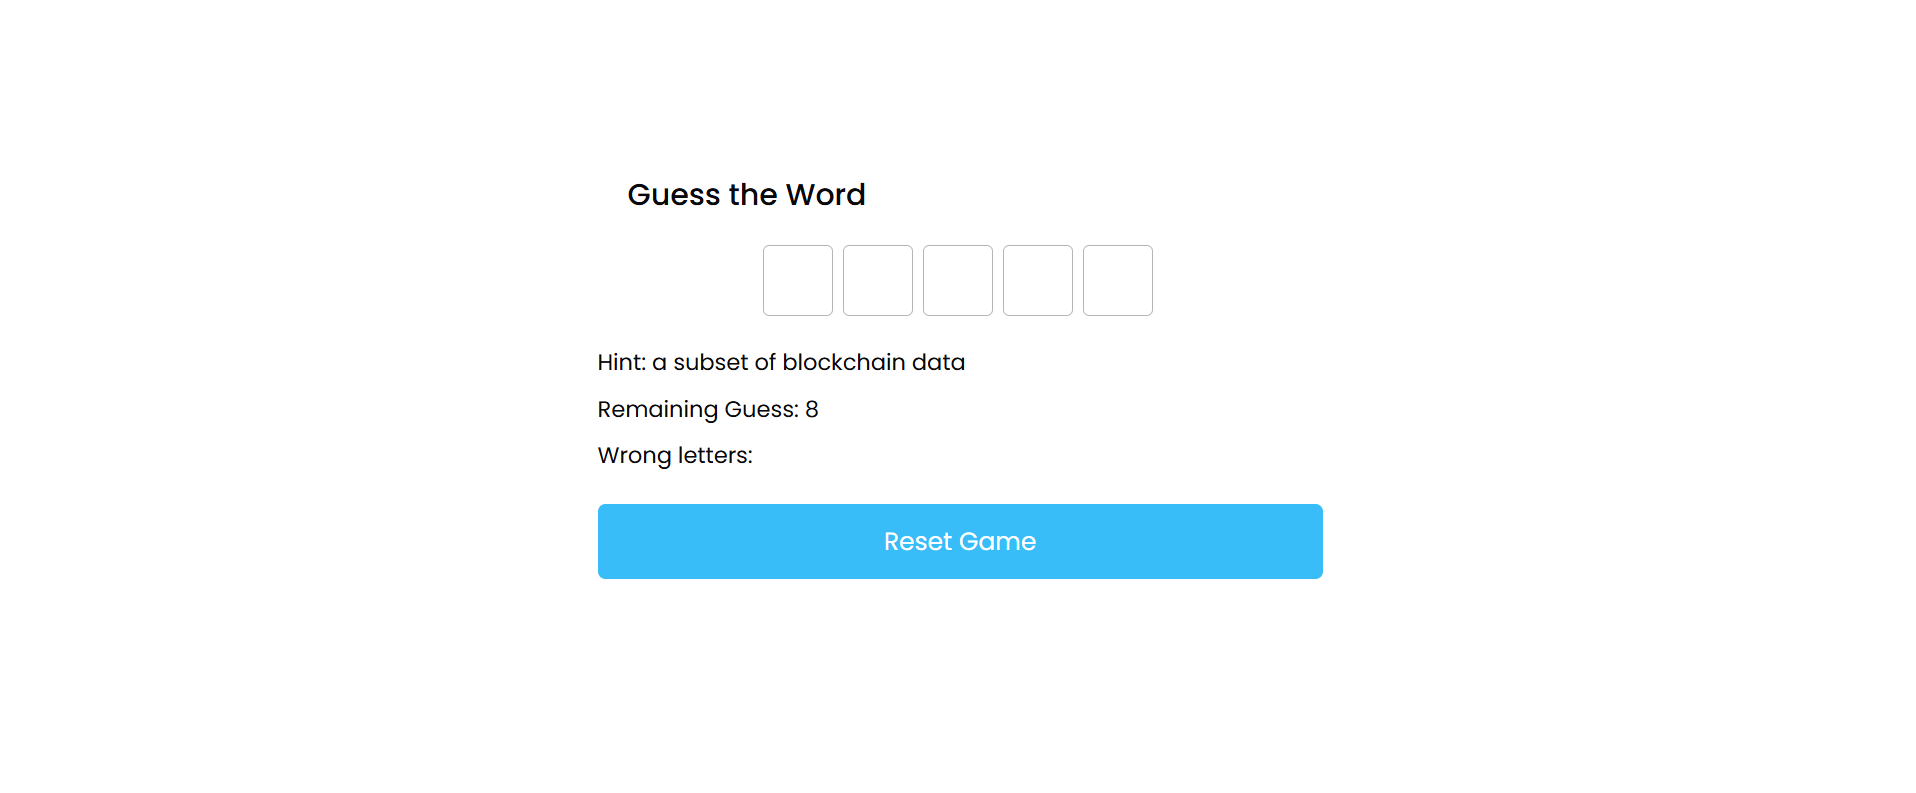 Guess the Word
Hint: a subset of blockchain data
Remaining Guess: 8
Wrong letters:
Reset Game